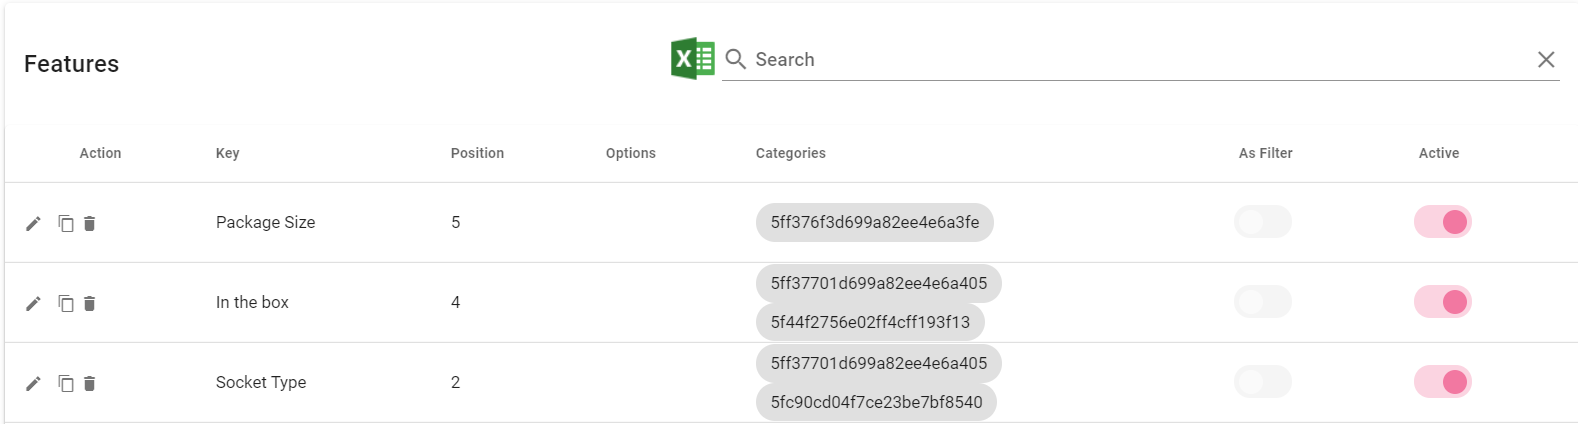 Features
X
Search
Action Key Position Options Categories As Filter Active
Package Size 5 5ff376f3d699a82ee4e6a3fe
5ff37701d699a82ee4e6a405
In the box 4
5f44f2756e02ff4cff193f13
5ff37701d699a82ee4e6a405
Socket Type 2
5fc90cd04f7ce23be7bf8540